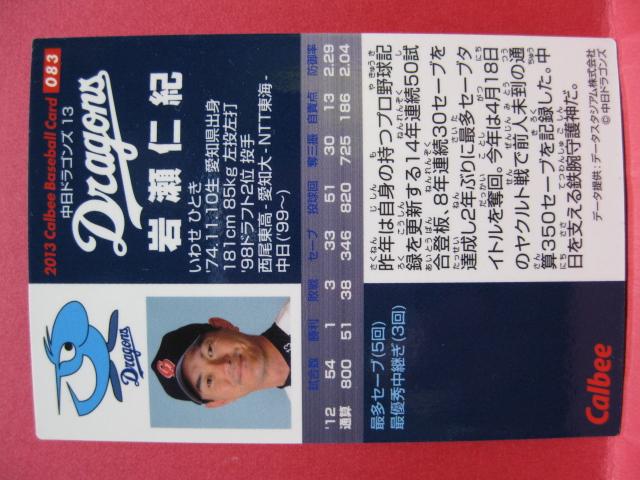 2013 Calbee Baseball Card 083
中日ドラゴンズ 13
Dragons
岩瀬仁紀
いわせ ひとき
'74.11.10生 愛知県出身
181cm 85kg 左投左打
'98ドラフト2位 投手
西尾東高-愛知大-NTT東海-
中日('99～)
Dragons
試合数 勝利 敗戦 セーブ 投球回 奪三振 自責点 防御率
'12 54 1 3 33 51 30 13 2.29
通算 800 51 38 346 820 725 186 2.04
昨年は自身の持つプロ野球記
録を更新する14年連続50試
合登板、8年連続30セーブを
達成し2年ぶりに最多セーブタ
イトルを奪回。今年は4月18日
のヤクルト戦で前人未到の通
算350セーブを記録した。中
日を支える鉄腕守護神だ。
データ提供:データスタジアム株式会社
©中日ドラゴンズ
最多セーブ(5回)
最優秀中継ぎ(3回)
Calbee